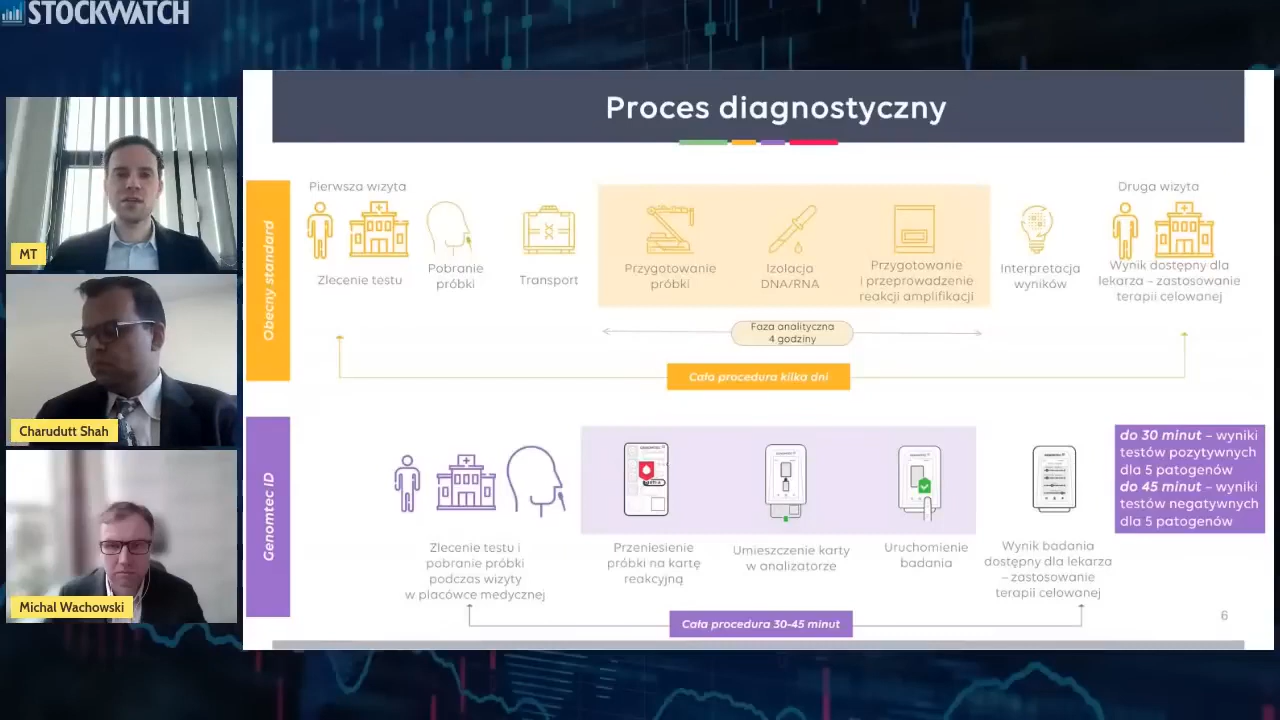 STOCKWATCH
MT
Charudutt Shah
Michal Wachowski
Proces diagnostyczny
Obecny standard
Pierwsza wizyta
Zlecenie testu
Pobranie
próbki
Transport
Przygotowanie
próbki
Izolacja
DNA/RNA
Przygotowanie
i przeprowadzenie
reakcji amplifikacji
Interpretacja
wyników
Druga wizyta
Wynik dostępny dla
lekarza – zastosowanie
terapii celowanej
Faza analityczna
4 godziny
Cała procedura kilka dni
Genomtec ID
Zlecenie testu i
pobranie próbki
podczas wizyty
w placówce medycznej
Przeniesienie
próbki na kartę
reakcyjną
Umieszczenie karty
w analizatorze
Uruchomienie
badania
Wynik badania
dostępny dla lekarza
– zastosowanie
terapii celowanej
do 30 minut – wyniki
testów pozytywnych
dla 5 patogenów
do 45 minut – wyniki
testów negatywnych
dla 5 patogenów
Cała procedura 30-45 minut
6